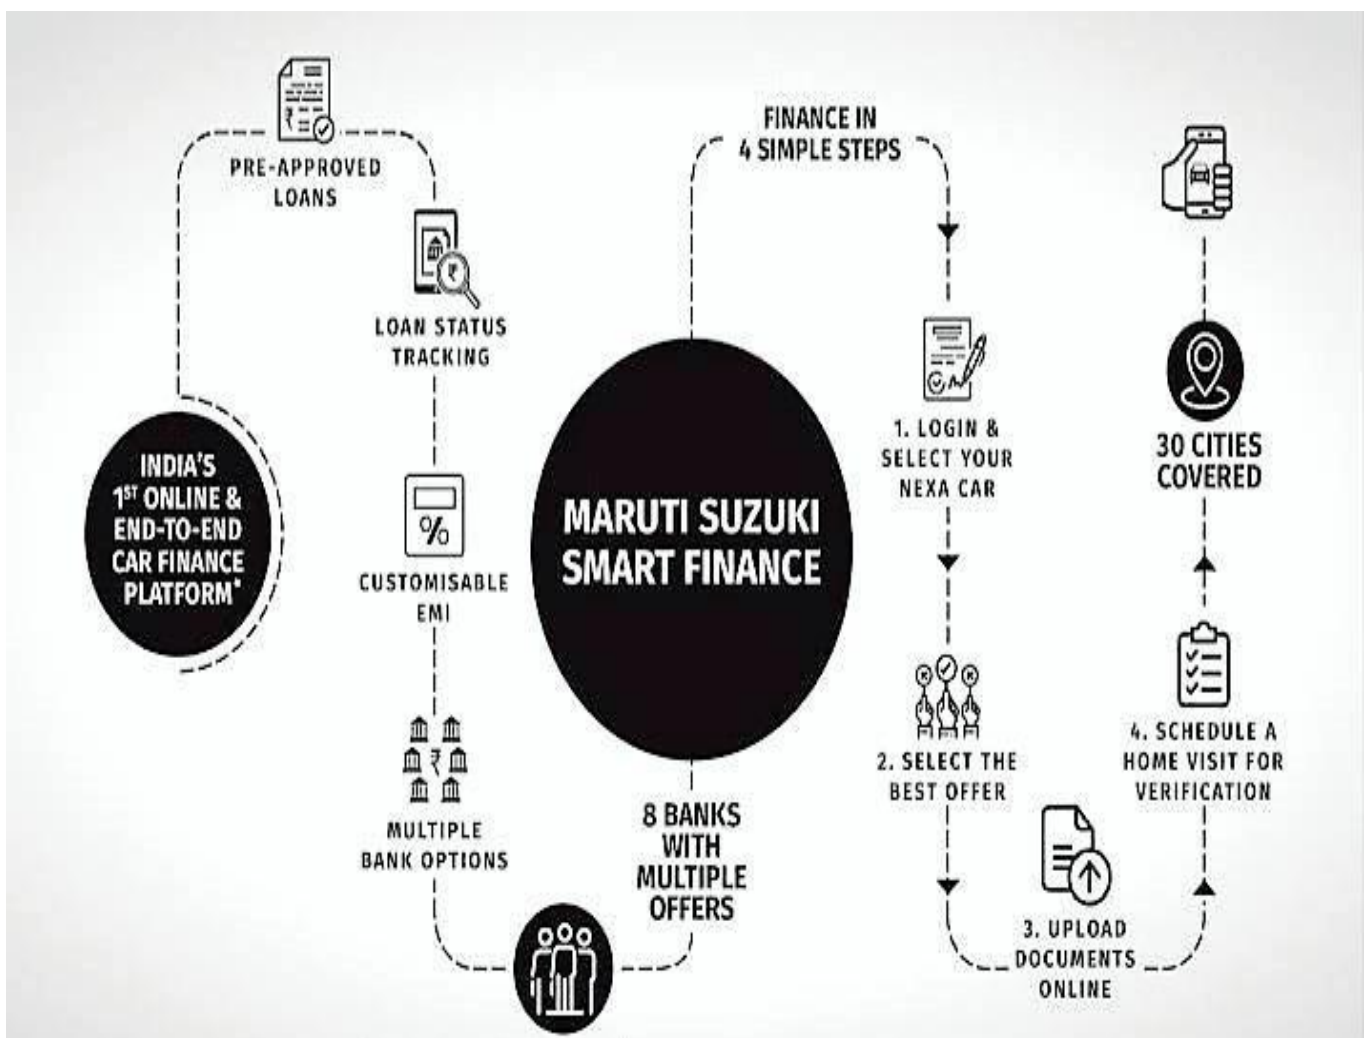 INDIA'S
1ST ONLINE &
END-TO-END
CAR FINANCE
PLATFORM*
PRE-APPROVED
LOANS
LOAN STATUS
TRACKING
CUSTOMISABLE
EMI
MULTIPLE
BANK OPTIONS
8 BANKS
WITH
MULTIPLE
OFFERS
MARUTI SUZUKI
SMART FINANCE
FINANCE IN
4 SIMPLE STEPS
1. LOGIN &
SELECT YOUR
NEXA CAR
2. SELECT THE
BEST OFFER
3. UPLOAD
DOCUMENTS
ONLINE
4. SCHEDULE A
HOME VISIT FOR
VERIFICATION
30 CITIES
COVERED